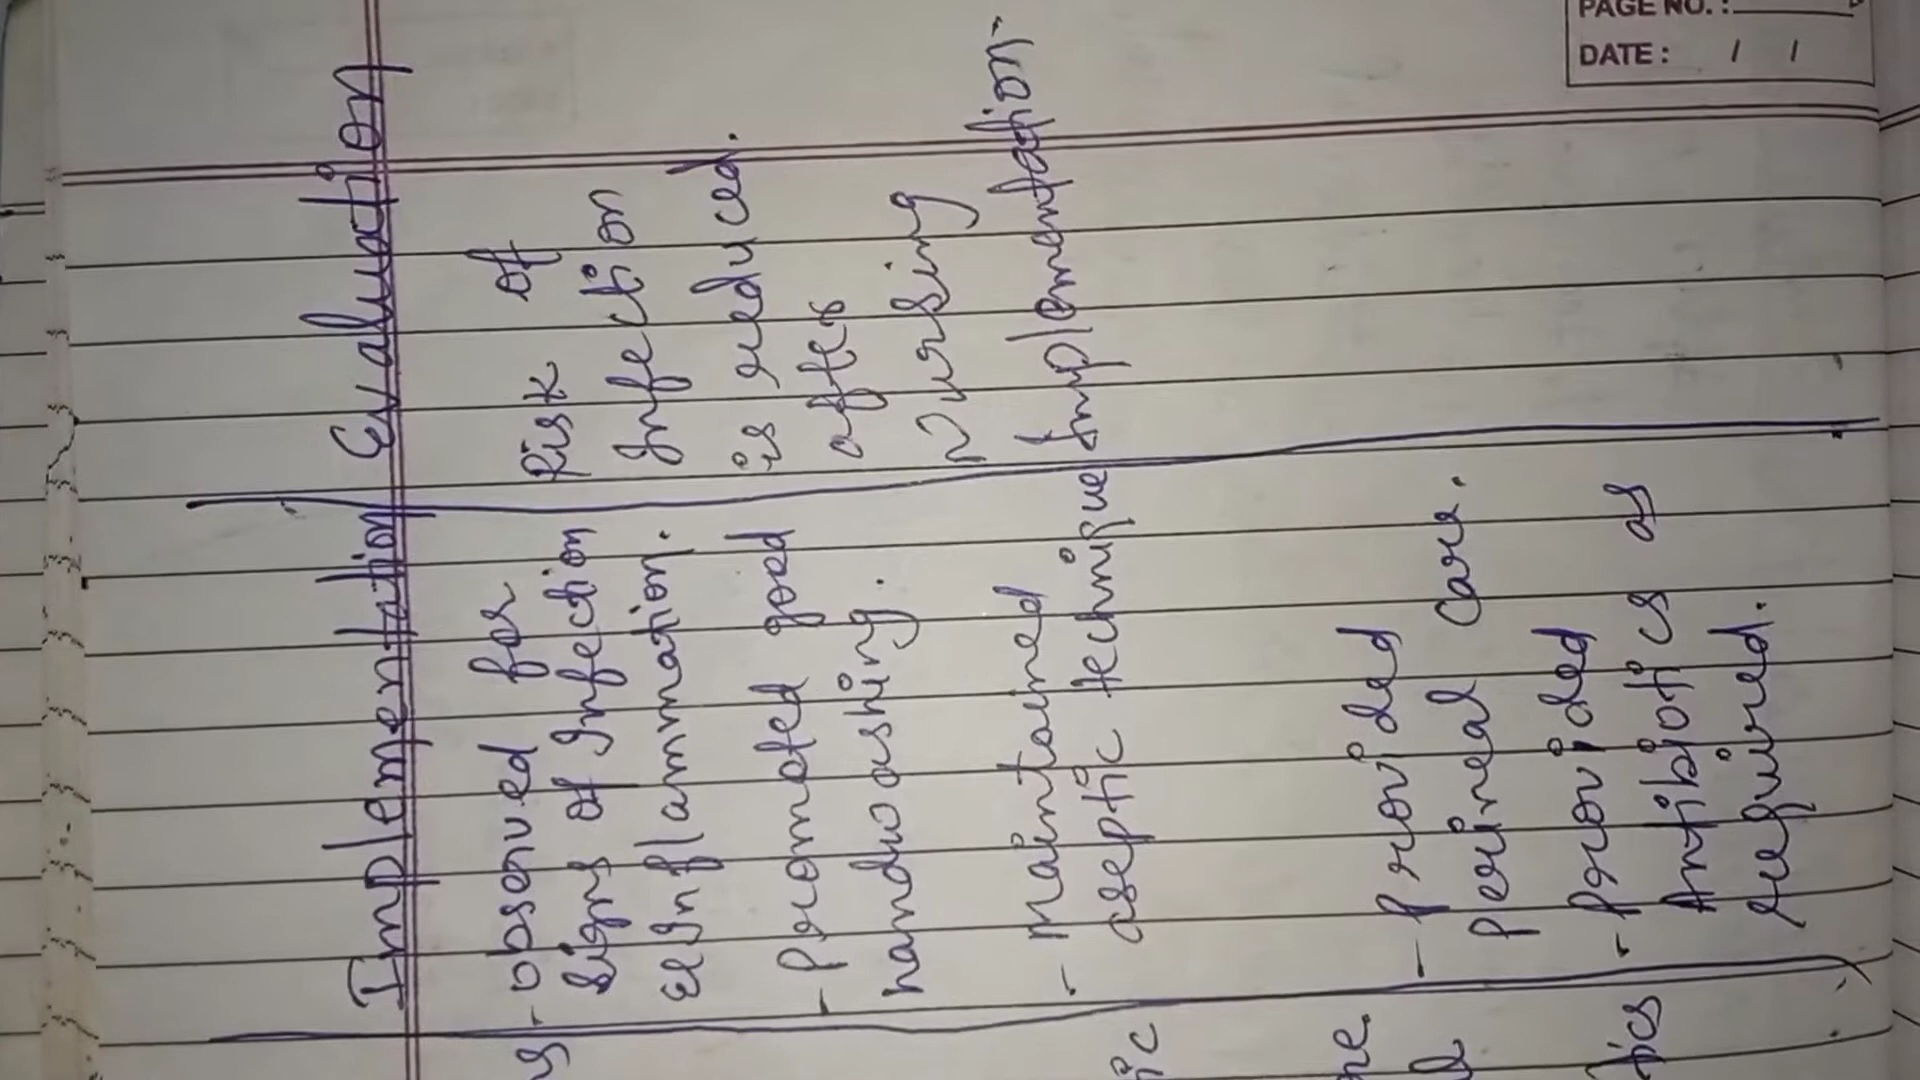 PAGE NO. :
DATE : / /
Implementation
- observed for
signs of Infection
& Inflammation.
- Promoted good
handwashing.
- Maintained
aseptic technique
- Provided
Perineal care.
- Provided
Antibiotics as
required.
Evaluation
Risk of
Infection
is reduced.
after
nursing
Implementation